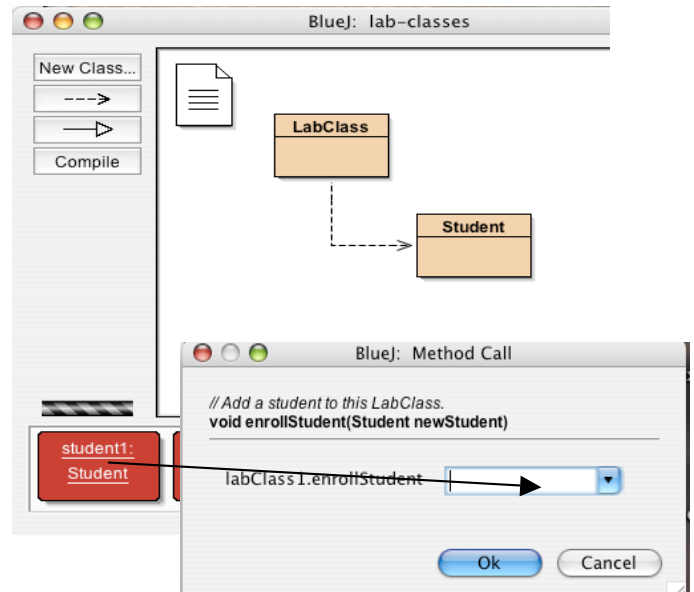 BlueJ: lab-classes
New Class...
Compile
LabClass
Student
student1:
Student
BlueJ: Method Call
// Add a student to this LabClass.
void enrollStudent(Student newStudent)
labClass1.enrollStudent
Ok
Cancel